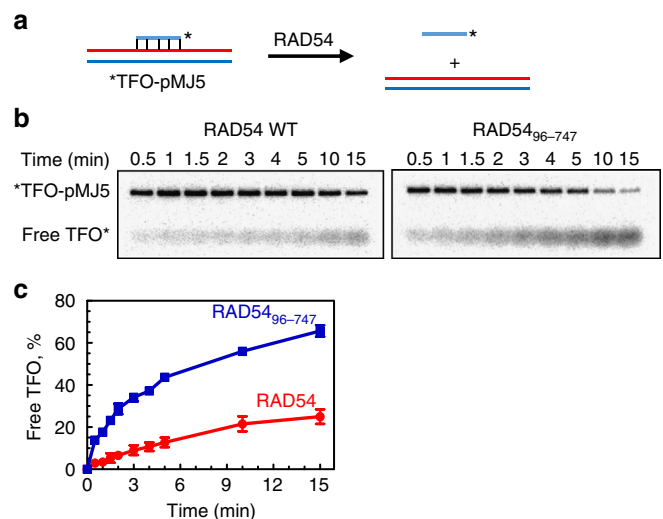 a
*
RAD54
*
+
*TFO-pMJ5
b
RAD54 WT RAD54₉₆₋₇₄₇
Time (min) 0.5 1 1.5 2 3 4 5 10 15 0.5 1 1.5 2 3 4 5 10 15
*TFO-pMJ5
Free TFO*
c
80
60
40
20
0
Free TFO, %
RAD54₉₆₋₇₄₇
RAD54
0 3 6 9 12 15
Time (min)